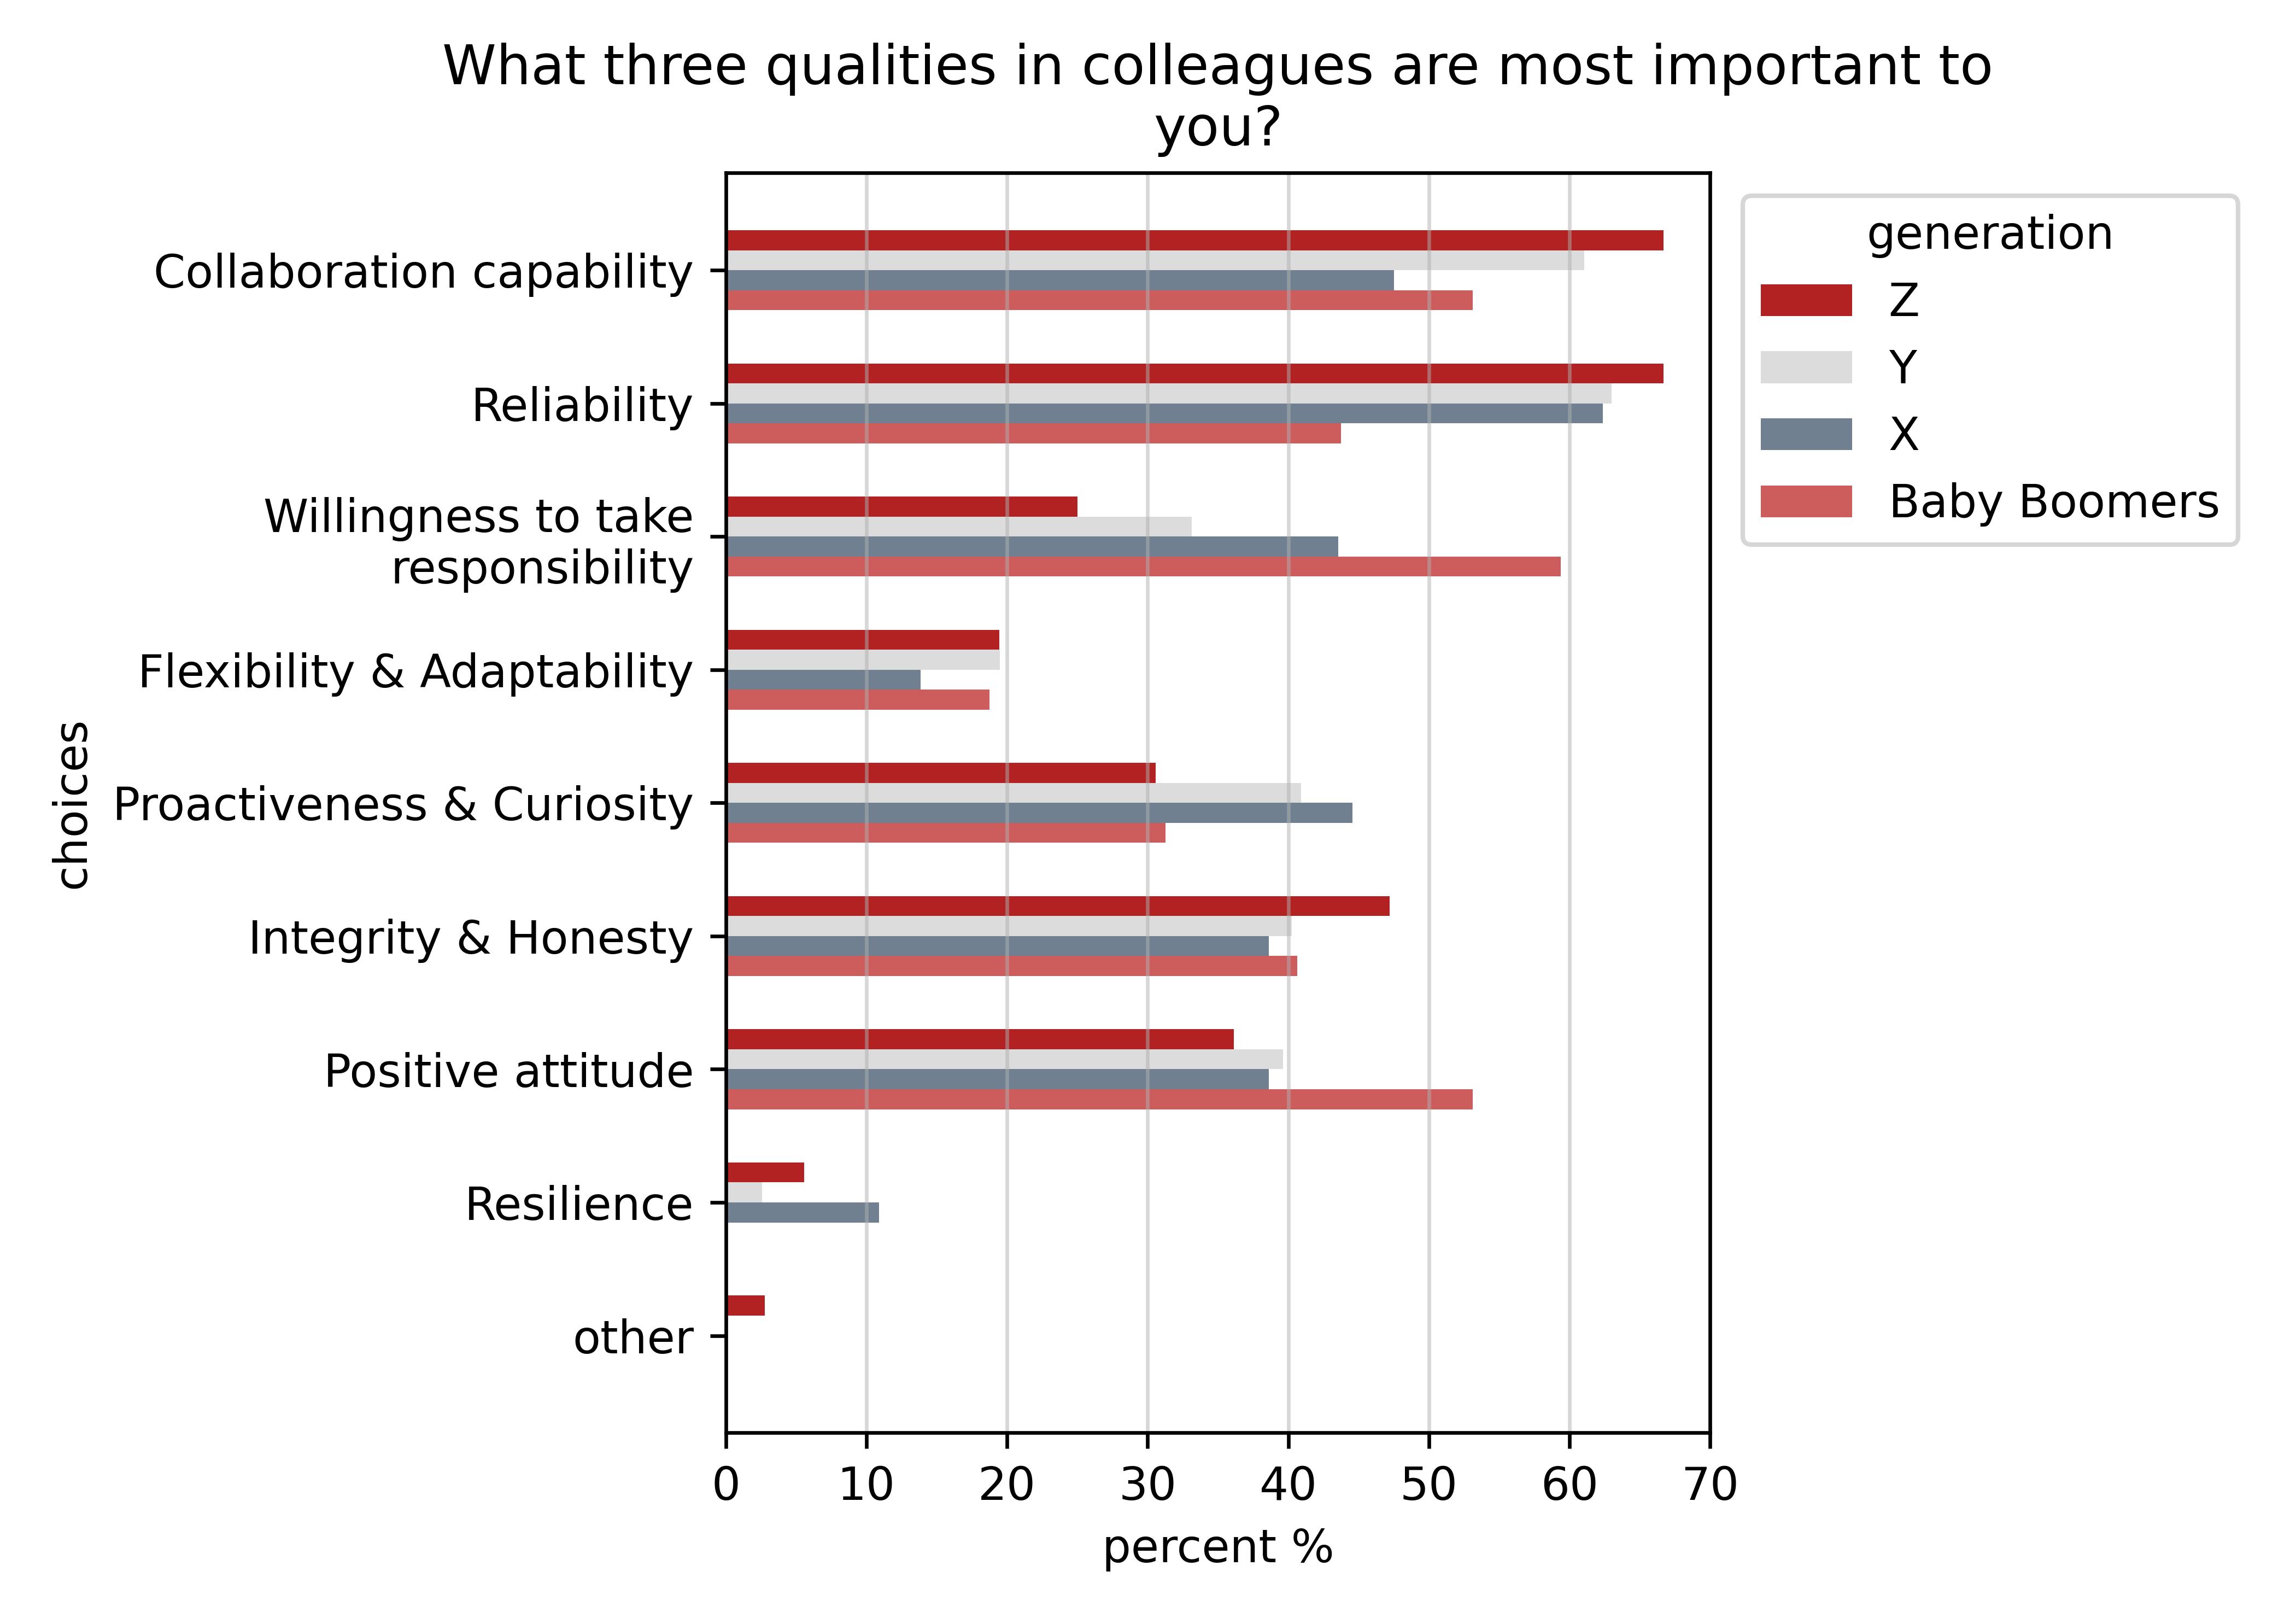 What three qualities in colleagues are most important to
you?
generation
Z
Y
X
Baby Boomers
choices
Collaboration capability
Reliability
Willingness to take
responsibility
Flexibility & Adaptability
Proactiveness & Curiosity
Integrity & Honesty
Positive attitude
Resilience
other
0 10 20 30 40 50 60 70
percent %